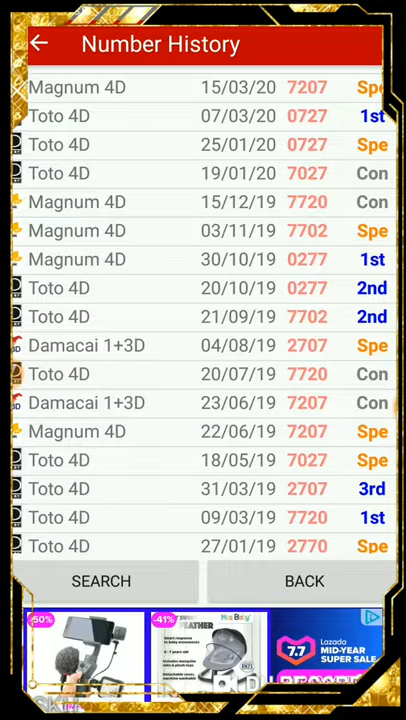 ← Number History
Magnum 4D 15/03/20 7207 Spe
Toto 4D 07/03/20 0727 1st
Toto 4D 25/01/20 0727 Spe
Toto 4D 19/01/20 7027 Con
Magnum 4D 15/12/19 7720 Con
Magnum 4D 03/11/19 7702 Spe
Magnum 4D 30/10/19 0277 1st
Toto 4D 20/10/19 0277 2nd
Toto 4D 21/09/19 7702 2nd
Damacai 1+3D 04/08/19 2707 Spe
Toto 4D 20/07/19 7720 Con
Damacai 1+3D 23/06/19 7207 Con
Magnum 4D 22/06/19 7207 Spe
Toto 4D 18/05/19 7027 Spe
Toto 4D 31/03/19 2707 3rd
Toto 4D 09/03/19 7720 1st
Toto 4D 27/01/19 2770 Spe
SEARCH BACK
-50%
-41%
FEATHER
Smart response
to baby movements
Lazada
7.7 MID-YEAR
SUPER SALE